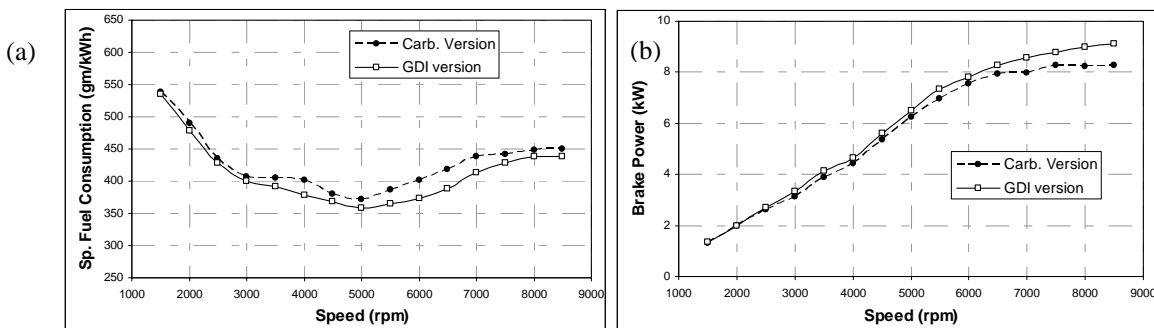 (a)
Sp. Fuel Consumption (gm/kWh)
650
600
550
500
450
400
350
300
250
Carb. Version
GDI version
1000 2000 3000 4000 5000 6000 7000 8000 9000
Speed (rpm)
(b)
Brake Power (kW)
10
8
6
4
2
0
Carb. Version
GDI version
1000 2000 3000 4000 5000 6000 7000 8000 9000
Speed (rpm)